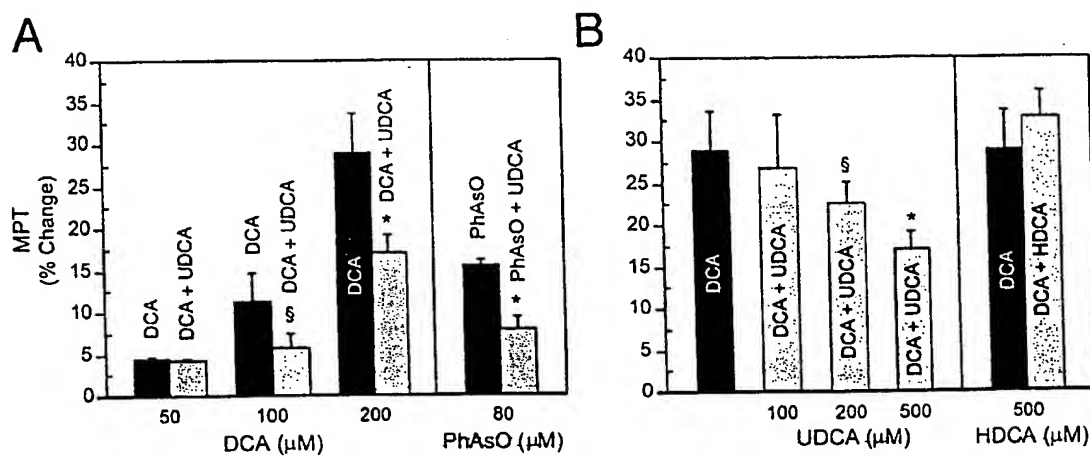 A
MPT
(% Change)
40
35
30
25
20
15
10
5
0
DCA
DCA + UDCA
DCA
§ DCA + UDCA
DCA
* DCA + UDCA
PhAsO
* PhAsO + UDCA
50
100
200
80
DCA (µM)
PhAsO (µM)
B
40
35
30
25
20
15
10
5
0
DCA
DCA + UDCA
§
DCA + UDCA
*
DCA + UDCA
DCA
DCA + HDCA
100
200
500
500
UDCA (µM)
HDCA (µM)